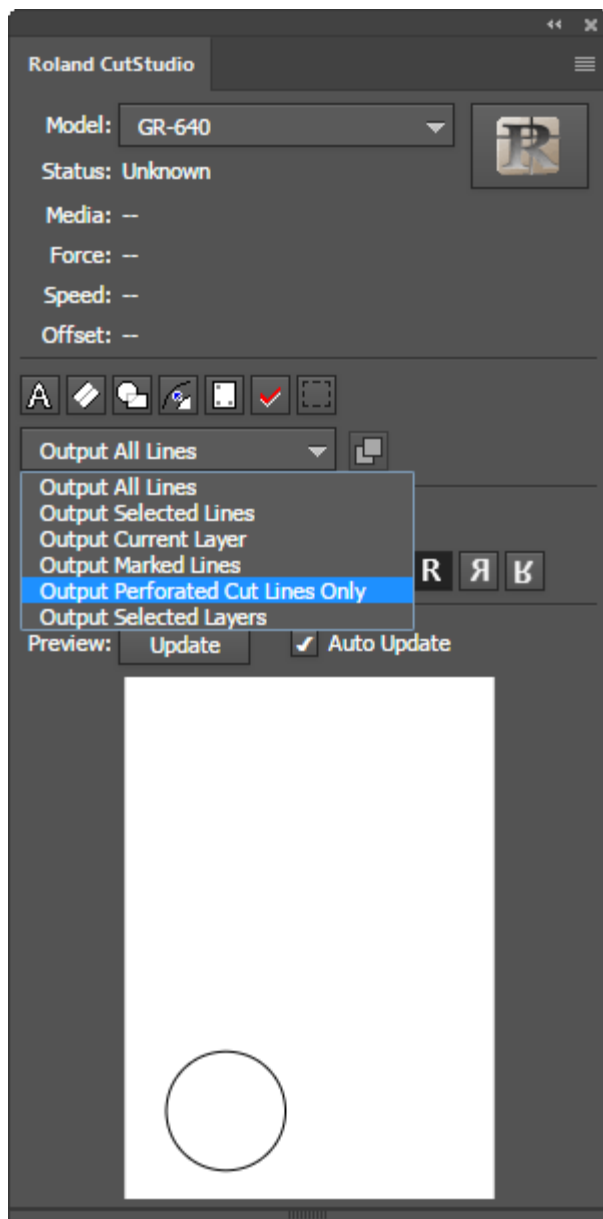 Roland CutStudio
Model: GR-640
Status: Unknown
Media: --
Force: --
Speed: --
Offset: --
A
Output All Lines
Output All Lines
Output Selected Lines
Output Current Layer
Output Marked Lines
Output Perforated Cut Lines Only
Output Selected Layers
R R R
Preview: Update Auto Update